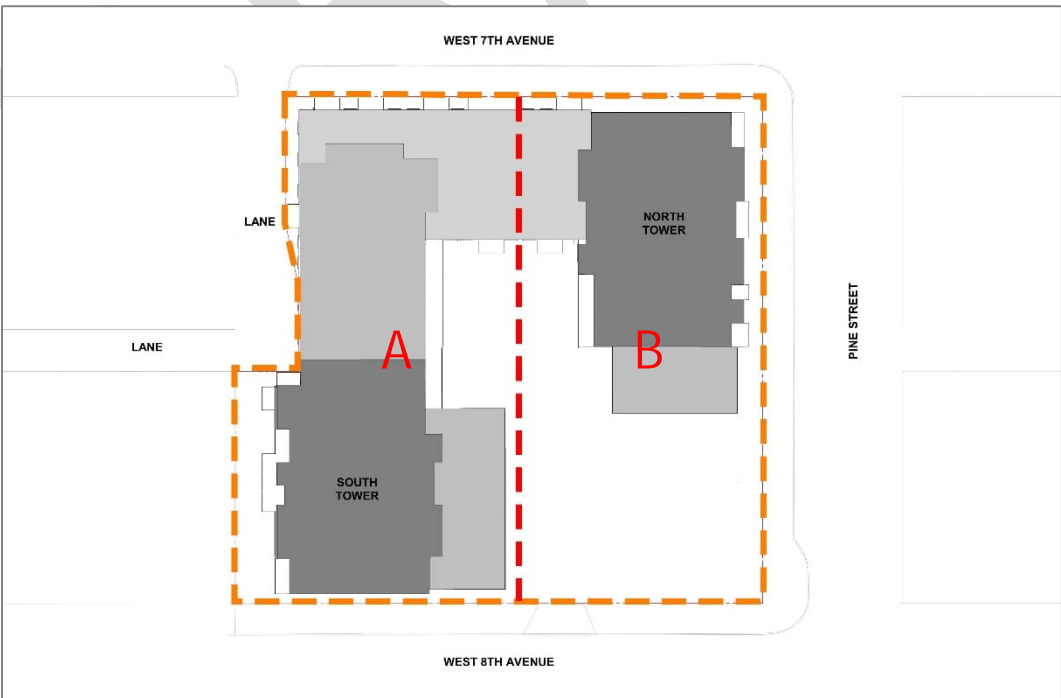 WEST 7TH AVENUE
LANE
NORTH
TOWER
PINE STREET
LANE
A
B
SOUTH
TOWER
WEST 8TH AVENUE